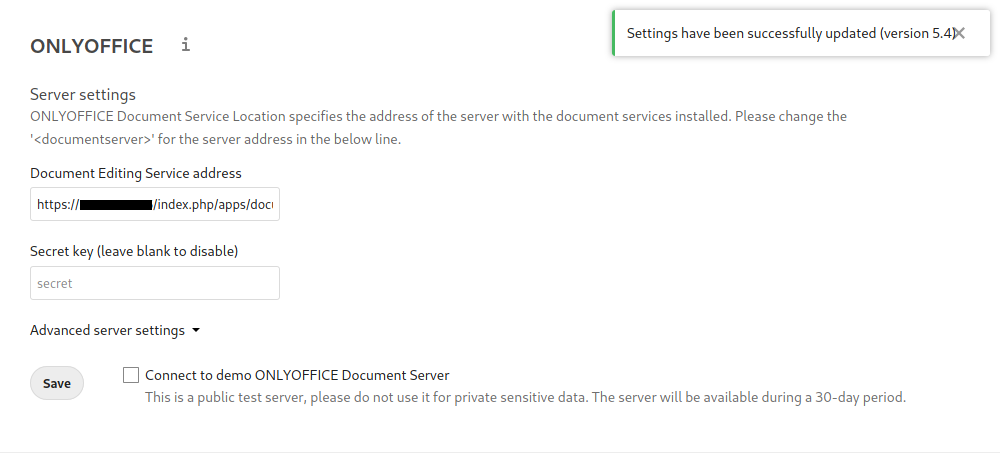 ONLYOFFICE i
Settings have been successfully updated (version 5.4)
Server settings
ONLYOFFICE Document Service Location specifies the address of the server with the document services installed. Please change the
'<documentserver>' for the server address in the below line.
Document Editing Service address
https:// /index.php/apps/docu
Secret key (leave blank to disable)
secret
Advanced server settings
Save
Connect to demo ONLYOFFICE Document Server
This is a public test server, please do not use it for private sensitive data. The server will be available during a 30-day period.